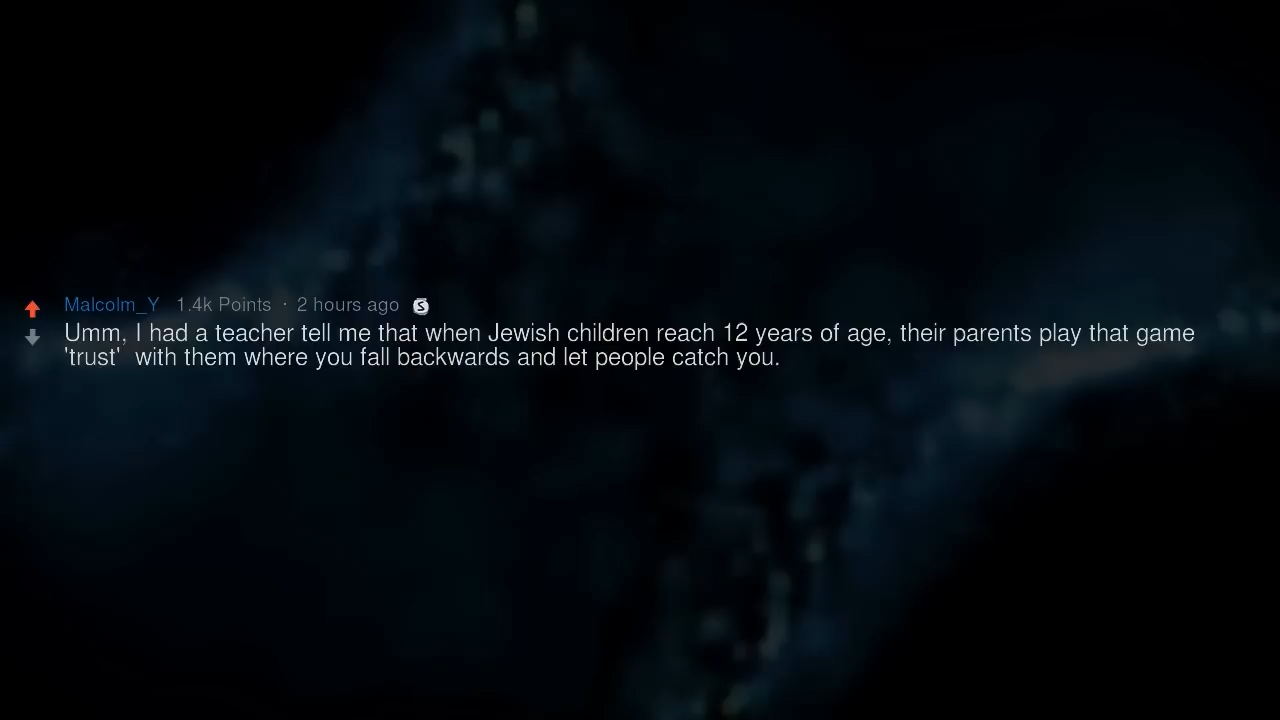 Malcolm_Y 1.4k Points · 2 hours ago S
Umm, I had a teacher tell me that when Jewish children reach 12 years of age, their parents play that game
'trust'  with them where you fall backwards and let people catch you.